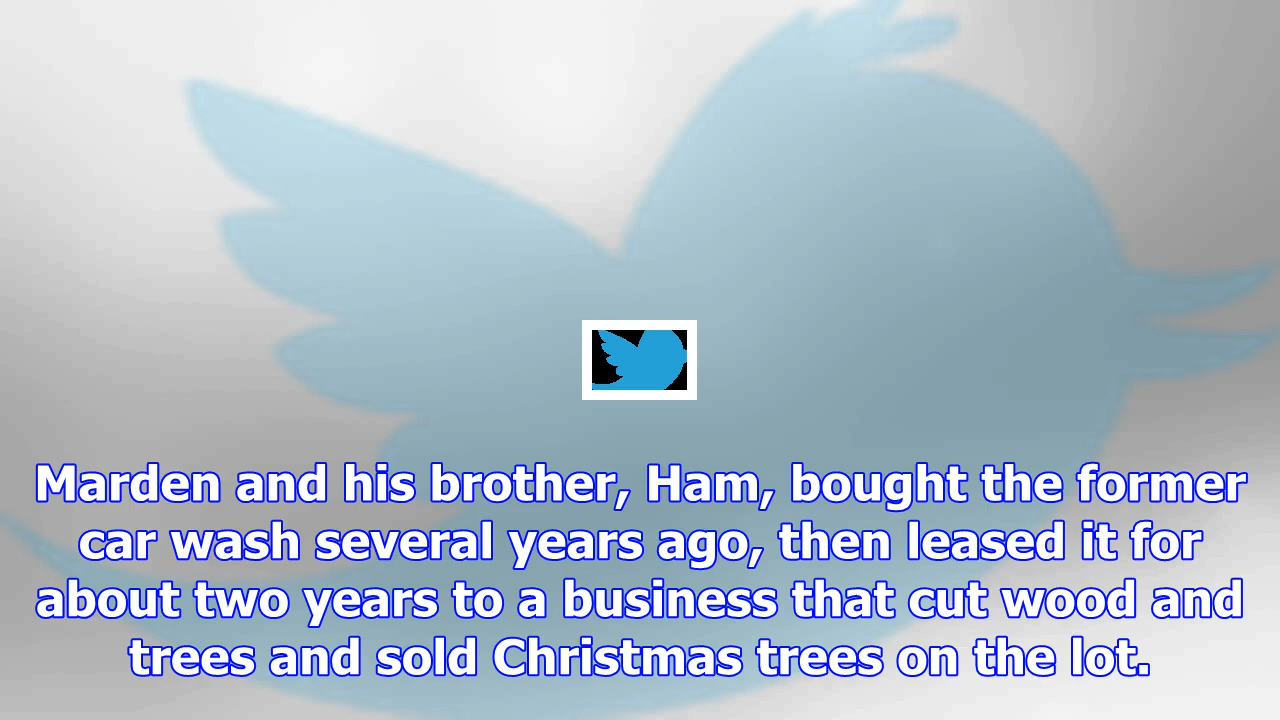 Marden and his brother, Ham, bought the former
car wash several years ago, then leased it for
about two years to a business that cut wood and
trees and sold Christmas trees on the lot.